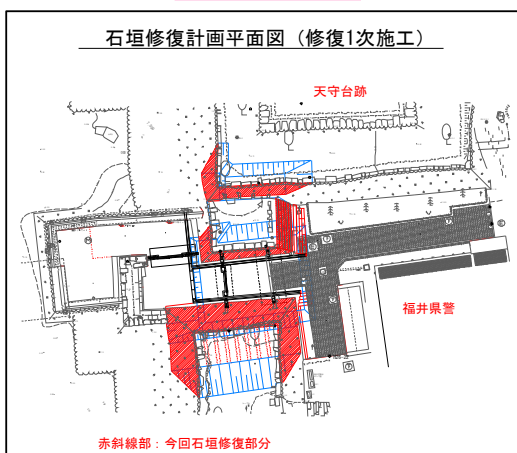 石垣修復計画平面図（修復1次施工）
天守台跡
福井県警
赤斜線部：今回石垣修復部分